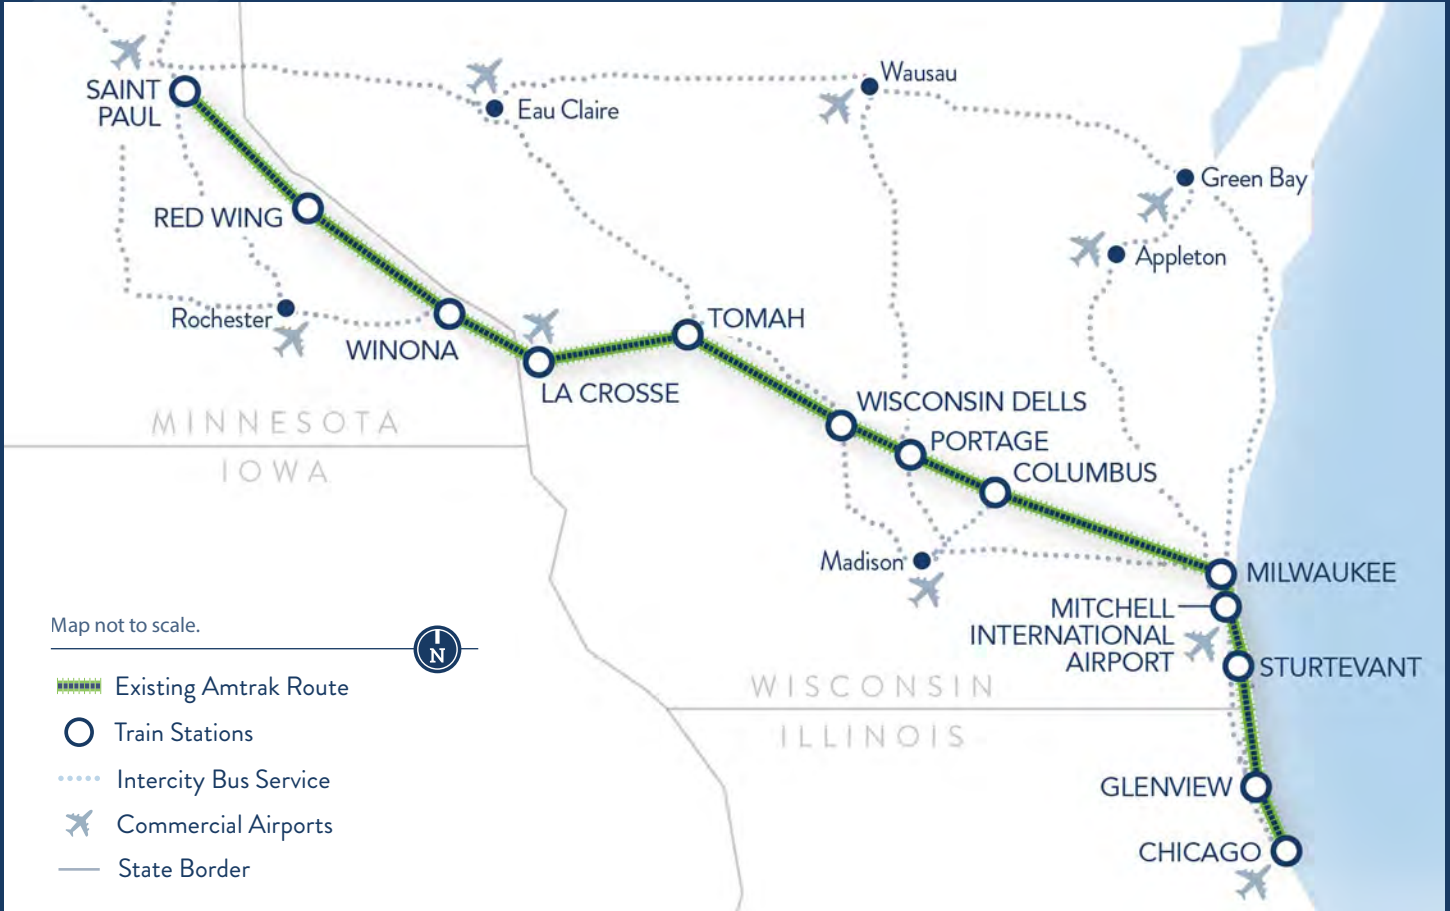 Wausau
SAINT
PAUL
Eau Claire
Green Bay
RED WING
Appleton
Rochester
TOMAH
WINONA
LA CROSSE
WISCONSIN DELLS
MINNESOTA
PORTAGE
IOWA
COLUMBUS
Madison
MILWAUKEE
MITCHELL
INTERNATIONAL
AIRPORT
STURTEVANT
WISCONSIN
ILLINOIS
GLENVIEW
CHICAGO
Map not to scale.
N
Existing Amtrak Route
Train Stations
Intercity Bus Service
Commercial Airports
State Border